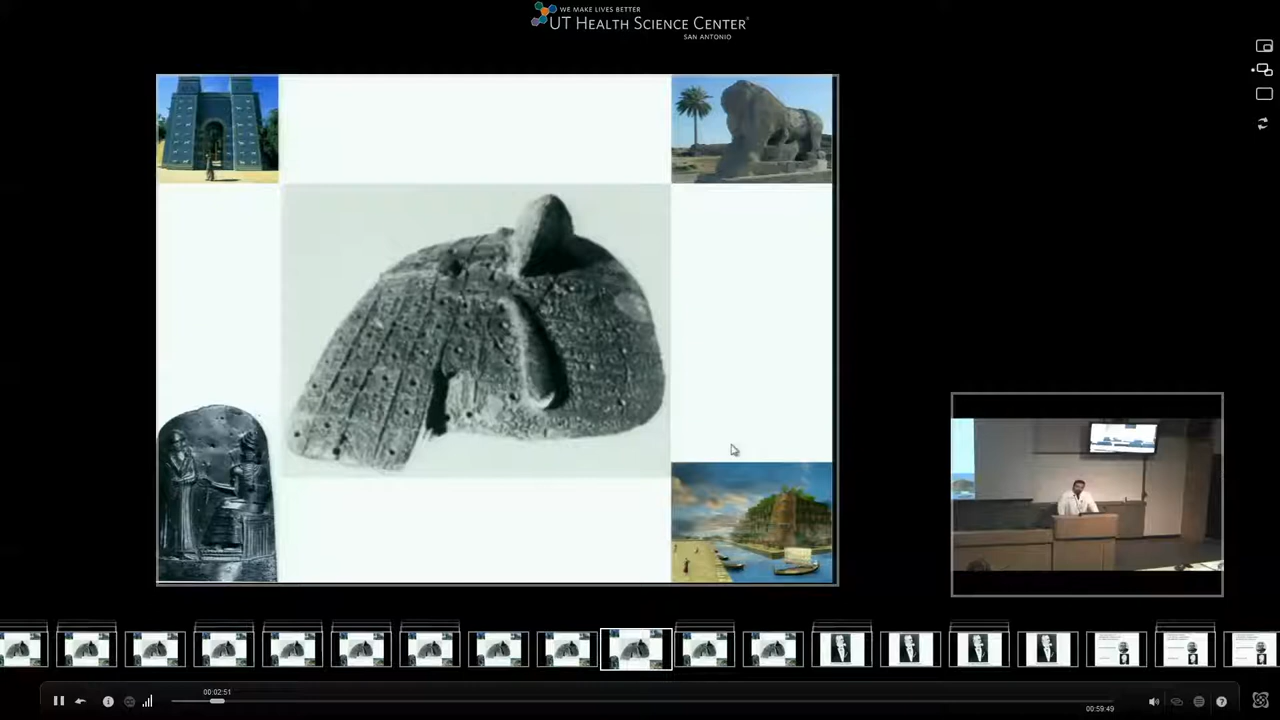 WE MAKE LIVES BETTER
UT HEALTH SCIENCE CENTER®
SAN ANTONIO
00:02:51
00:59:49